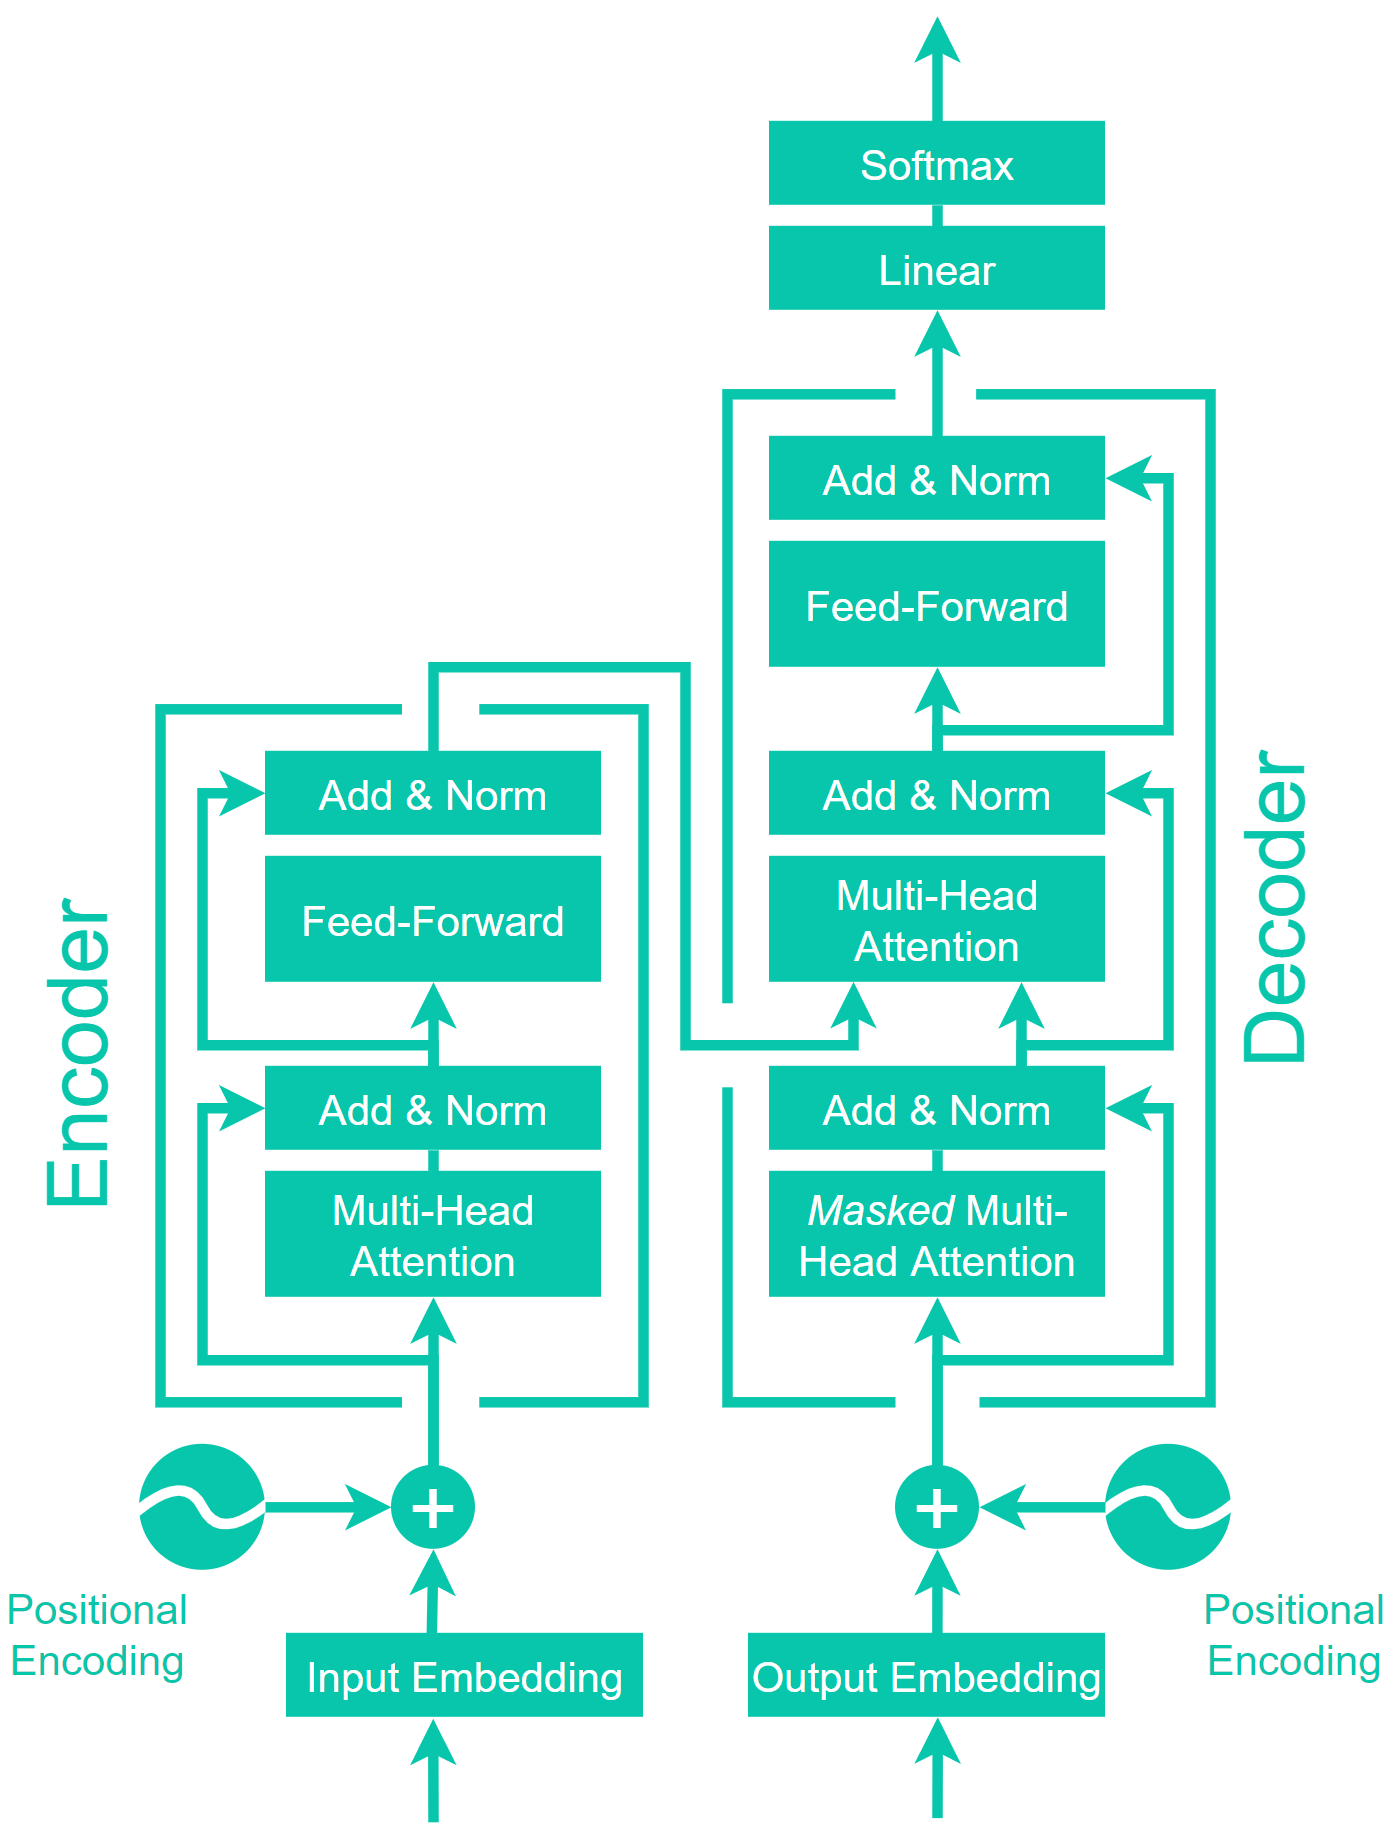 Softmax
Linear
Add & Norm
Feed-Forward
Add & Norm
Multi-Head
Attention
Add & Norm
Masked Multi-
Head Attention
Decoder
Add & Norm
Feed-Forward
Add & Norm
Multi-Head
Attention
Encoder
+
+
Positional
Encoding
Input Embedding
Output Embedding
Positional
Encoding